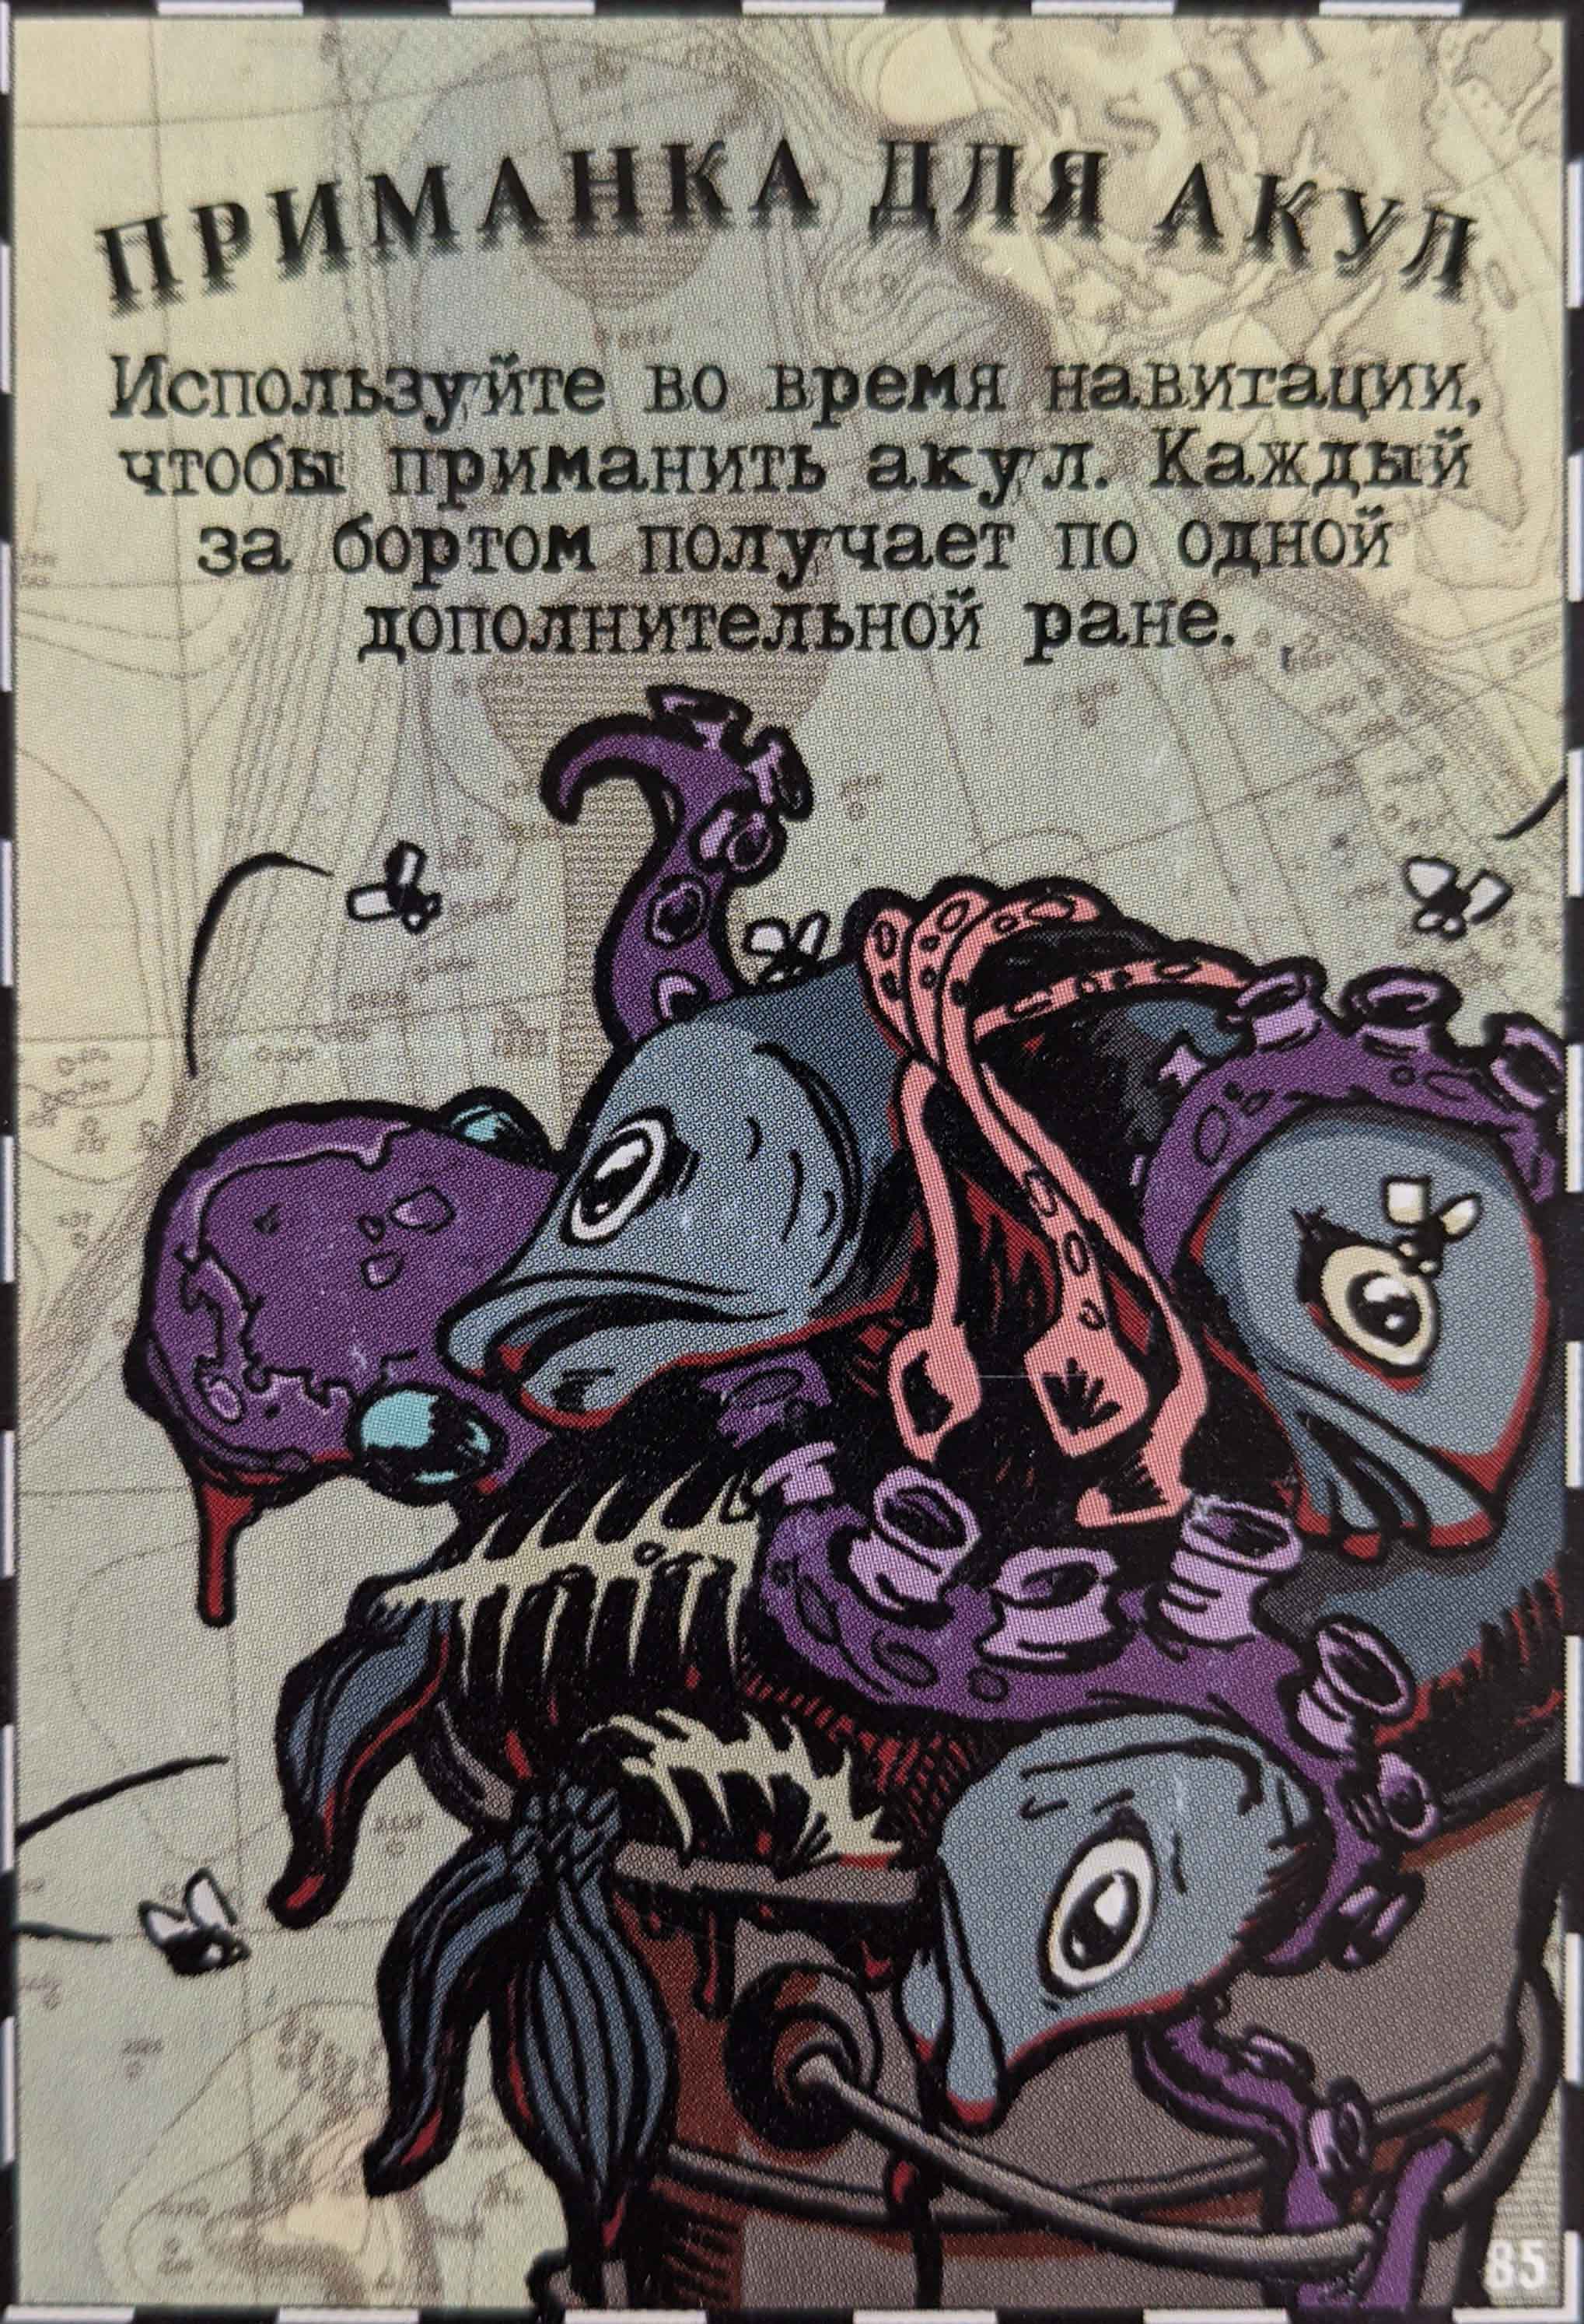 ПРИМАНКА ДЛЯ АКУЛ
Используйте во время навигации,
чтобы приманить акул. Каждый
за бортом получает по одной
дополнительной ране.
85